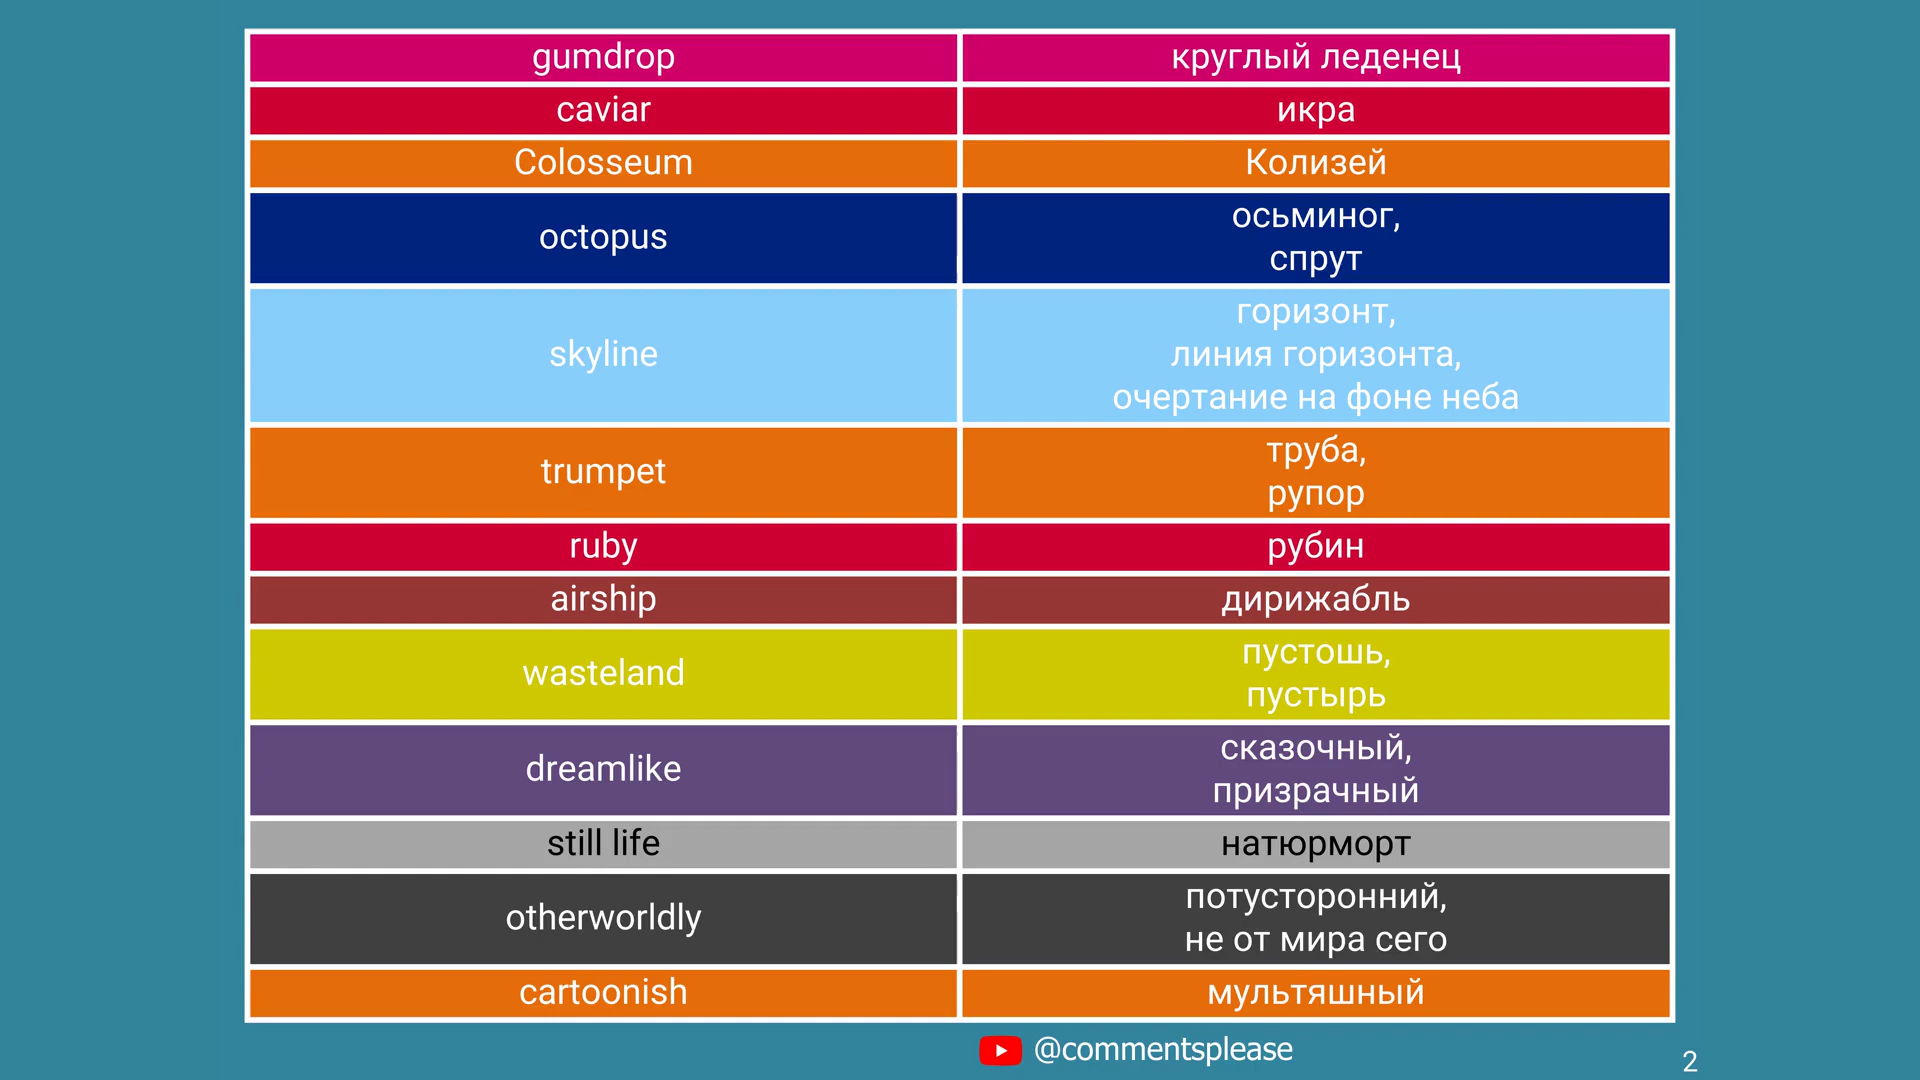 gumdrop
круглый леденец
caviar
икра
Colosseum
Колизей
octopus
осьминог,
спрут
skyline
горизонт,
линия горизонта,
очертание на фоне неба
trumpet
труба,
рупор
ruby
рубин
airship
дирижабль
wasteland
пустошь,
пустырь
dreamlike
сказочный,
призрачный
still life
натюрморт
otherworldly
потусторонний,
не от мира сего
cartoonish
мультяшный
@commentsplease
2